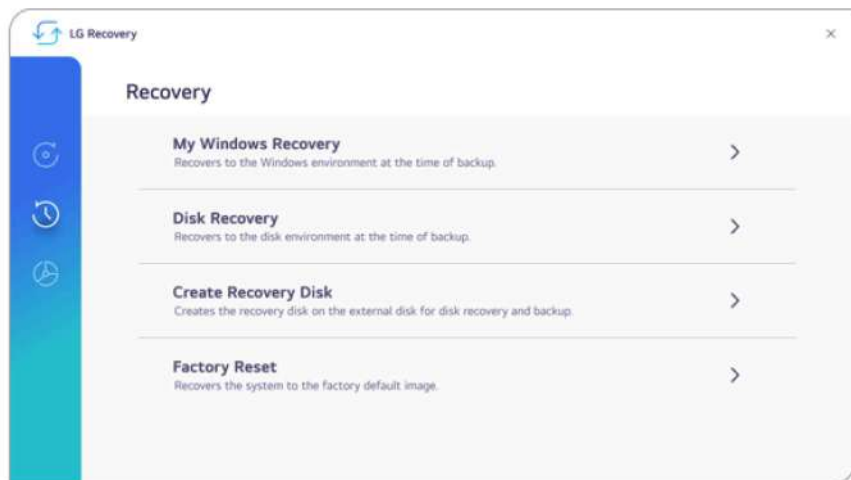 LG Recovery
Recovery
My Windows Recovery
Recovers to the Windows environment at the time of backup.
Disk Recovery
Recovers to the disk environment at the time of backup.
Create Recovery Disk
Creates the recovery disk on the external disk for disk recovery and backup.
Factory Reset
Recovers the system to the factory default image.